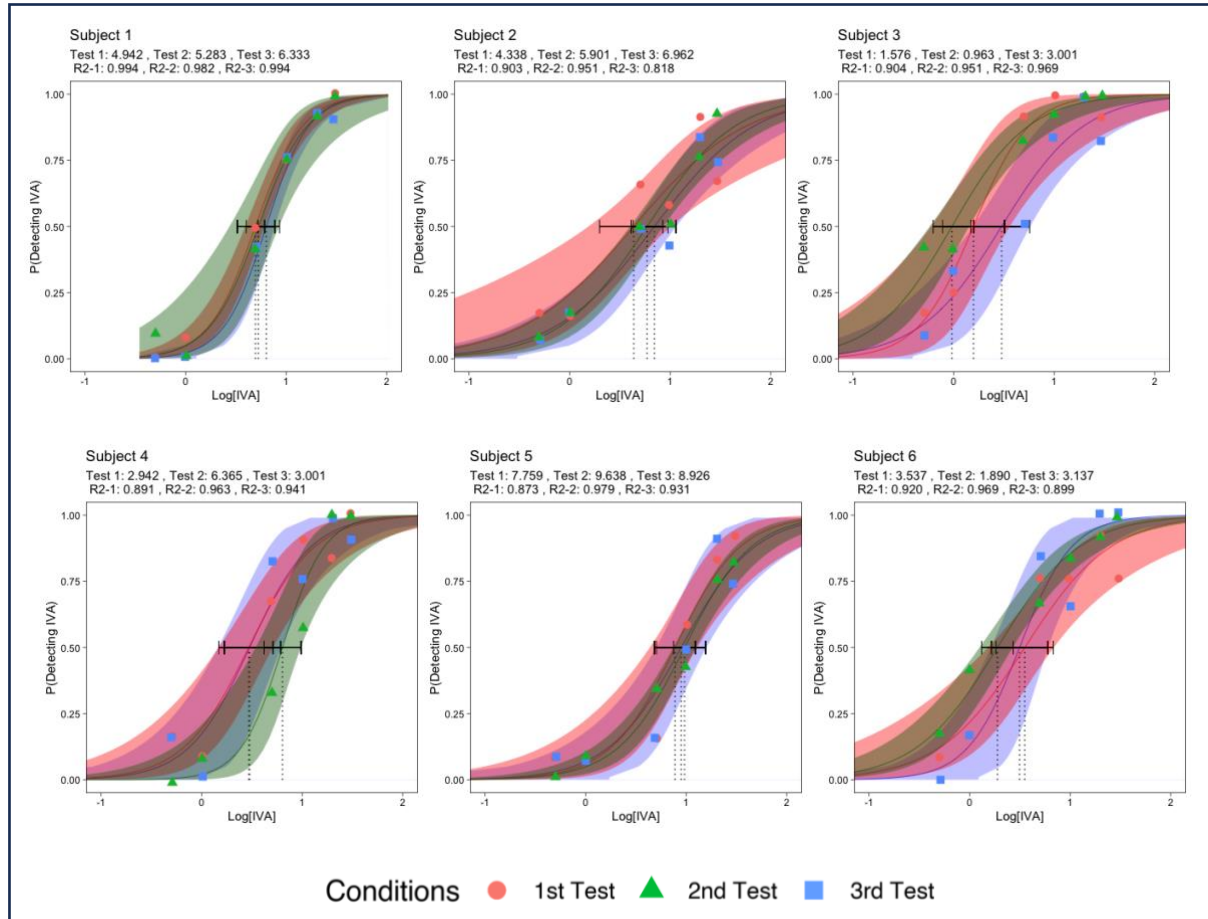 Subject 1
Test 1: 4.942 , Test 2: 5.283 , Test 3: 6.333
R2-1: 0.994 , R2-2: 0.982 , R2-3: 0.994
1.00
0.75
0.50
0.25
0.00
P(Detecting IVA)
-1 0 1 2
Log[IVA]
Subject 2
Test 1: 4.338 , Test 2: 5.901 , Test 3: 6.962
R2-1: 0.903 , R2-2: 0.951 , R2-3: 0.818
1.00
0.75
0.50
0.25
0.00
P(Detecting IVA)
-1 0 1 2
Log[IVA]
Subject 3
Test 1: 1.576 , Test 2: 0.963 , Test 3: 3.001
R2-1: 0.904 , R2-2: 0.951 , R2-3: 0.969
1.00
0.75
0.50
0.25
0.00
P(Detecting IVA)
-1 0 1 2
Log[IVA]
Subject 4
Test 1: 2.942 , Test 2: 6.365 , Test 3: 3.001
R2-1: 0.891 , R2-2: 0.963 , R2-3: 0.941
1.00
0.75
0.50
0.25
0.00
P(Detecting IVA)
-1 0 1 2
Log[IVA]
Subject 5
Test 1: 7.759 , Test 2: 9.638 , Test 3: 8.926
R2-1: 0.873 , R2-2: 0.979 , R2-3: 0.931
1.00
0.75
0.50
0.25
0.00
P(Detecting IVA)
-1 0 1 2
Log[IVA]
Subject 6
Test 1: 3.537 , Test 2: 1.890 , Test 3: 3.137
R2-1: 0.920 , R2-2: 0.969 , R2-3: 0.899
1.00
0.75
0.50
0.25
0.00
P(Detecting IVA)
-1 0 1 2
Log[IVA]
Conditions 1st Test 2nd Test 3rd Test